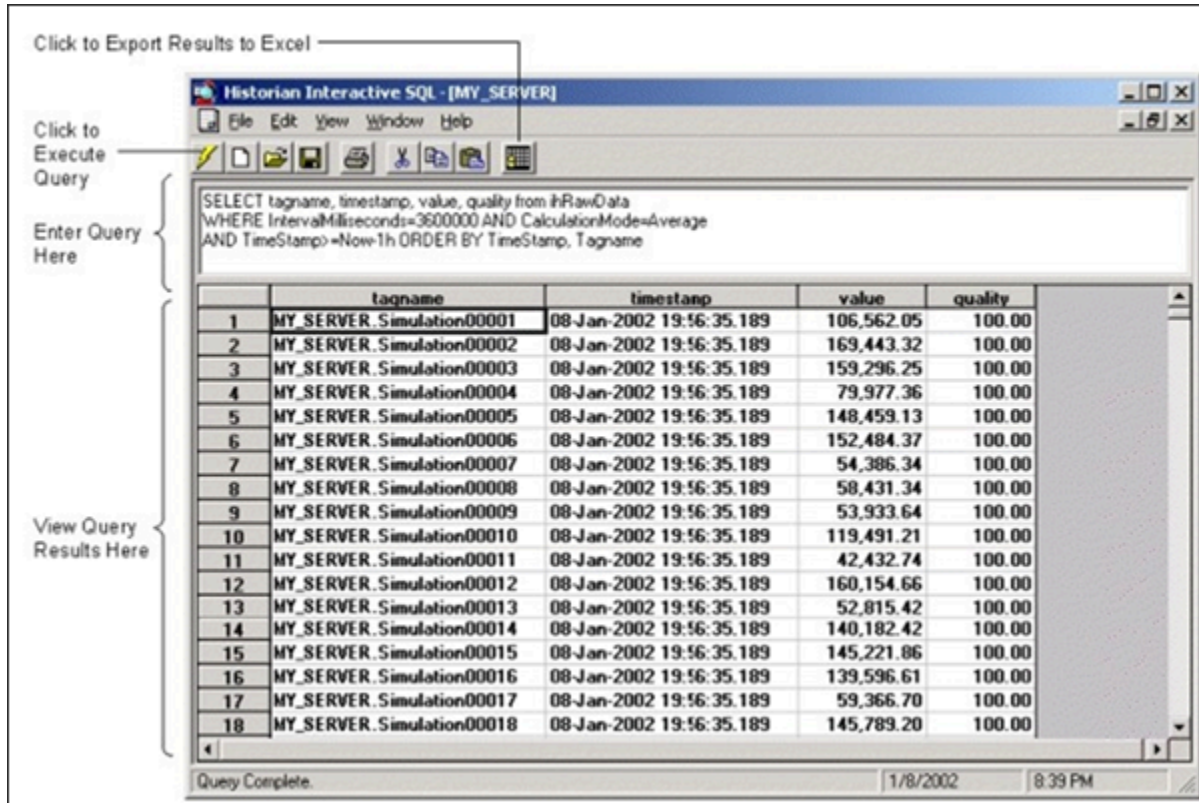 Click to Export Results to Excel
Historian Interactive SQL - [MY_SERVER]
File Edit View Window Help
Click to
Execute
Query
Enter Query
Here
SELECT tagname, timestamp, value, quality from ihRawData
WHERE IntervalMilliseconds=3600000 AND CalculationMode=Average
AND TimeStamp>=Now-1h ORDER BY TimeStamp, Tagname
View Query
Results Here
tagname timestamp value quality
1 MY_SERVER.Simulation00001 08-Jan-2002 19:56:35.189 106,562.05 100.00
2 MY_SERVER.Simulation00002 08-Jan-2002 19:56:35.189 169,443.32 100.00
3 MY_SERVER.Simulation00003 08-Jan-2002 19:56:35.189 159,296.25 100.00
4 MY_SERVER.Simulation00004 08-Jan-2002 19:56:35.189 79,977.36 100.00
5 MY_SERVER.Simulation00005 08-Jan-2002 19:56:35.189 148,459.13 100.00
6 MY_SERVER.Simulation00006 08-Jan-2002 19:56:35.189 152,484.37 100.00
7 MY_SERVER.Simulation00007 08-Jan-2002 19:56:35.189 54,386.34 100.00
8 MY_SERVER.Simulation00008 08-Jan-2002 19:56:35.189 58,431.34 100.00
9 MY_SERVER.Simulation00009 08-Jan-2002 19:56:35.189 53,933.64 100.00
10 MY_SERVER.Simulation00010 08-Jan-2002 19:56:35.189 119,491.21 100.00
11 MY_SERVER.Simulation00011 08-Jan-2002 19:56:35.189 42,432.74 100.00
12 MY_SERVER.Simulation00012 08-Jan-2002 19:56:35.189 160,154.66 100.00
13 MY_SERVER.Simulation00013 08-Jan-2002 19:56:35.189 52,815.42 100.00
14 MY_SERVER.Simulation00014 08-Jan-2002 19:56:35.189 140,182.42 100.00
15 MY_SERVER.Simulation00015 08-Jan-2002 19:56:35.189 145,221.86 100.00
16 MY_SERVER.Simulation00016 08-Jan-2002 19:56:35.189 139,596.61 100.00
17 MY_SERVER.Simulation00017 08-Jan-2002 19:56:35.189 59,366.70 100.00
18 MY_SERVER.Simulation00018 08-Jan-2002 19:56:35.189 145,789.20 100.00
Query Complete. 1/8/2002 8:39 PM